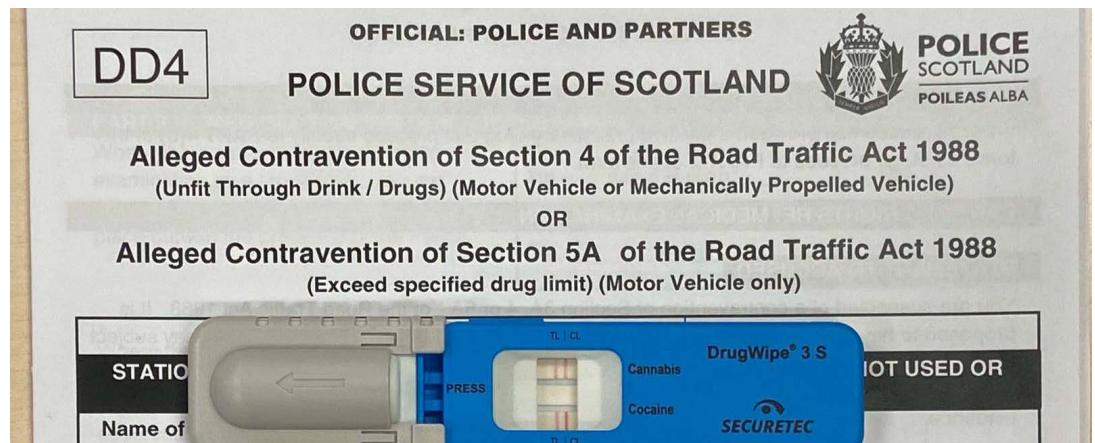 DD4
OFFICIAL: POLICE AND PARTNERS
POLICE SERVICE OF SCOTLAND
POLICE
SCOTLAND
POILEAS ALBA
Alleged Contravention of Section 4 of the Road Traffic Act 1988
(Unfit Through Drink / Drugs) (Motor Vehicle or Mechanically Propelled Vehicle)
OR
Alleged Contravention of Section 5A of the Road Traffic Act 1988
(Exceed specified drug limit) (Motor Vehicle only)
STATIO
OT USED OR
Name of
TL | CL
DrugWipe® 3 S
Cannabis
PRESS
Cocaine
SECURETEC
TL | CL